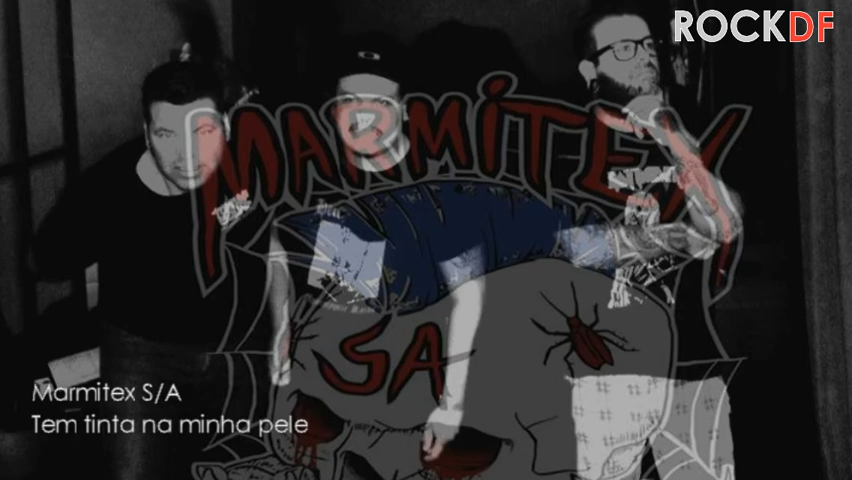 ROCKDF
MARMITEX
SA
Marmitex S/A
Tem tinta na minha pele